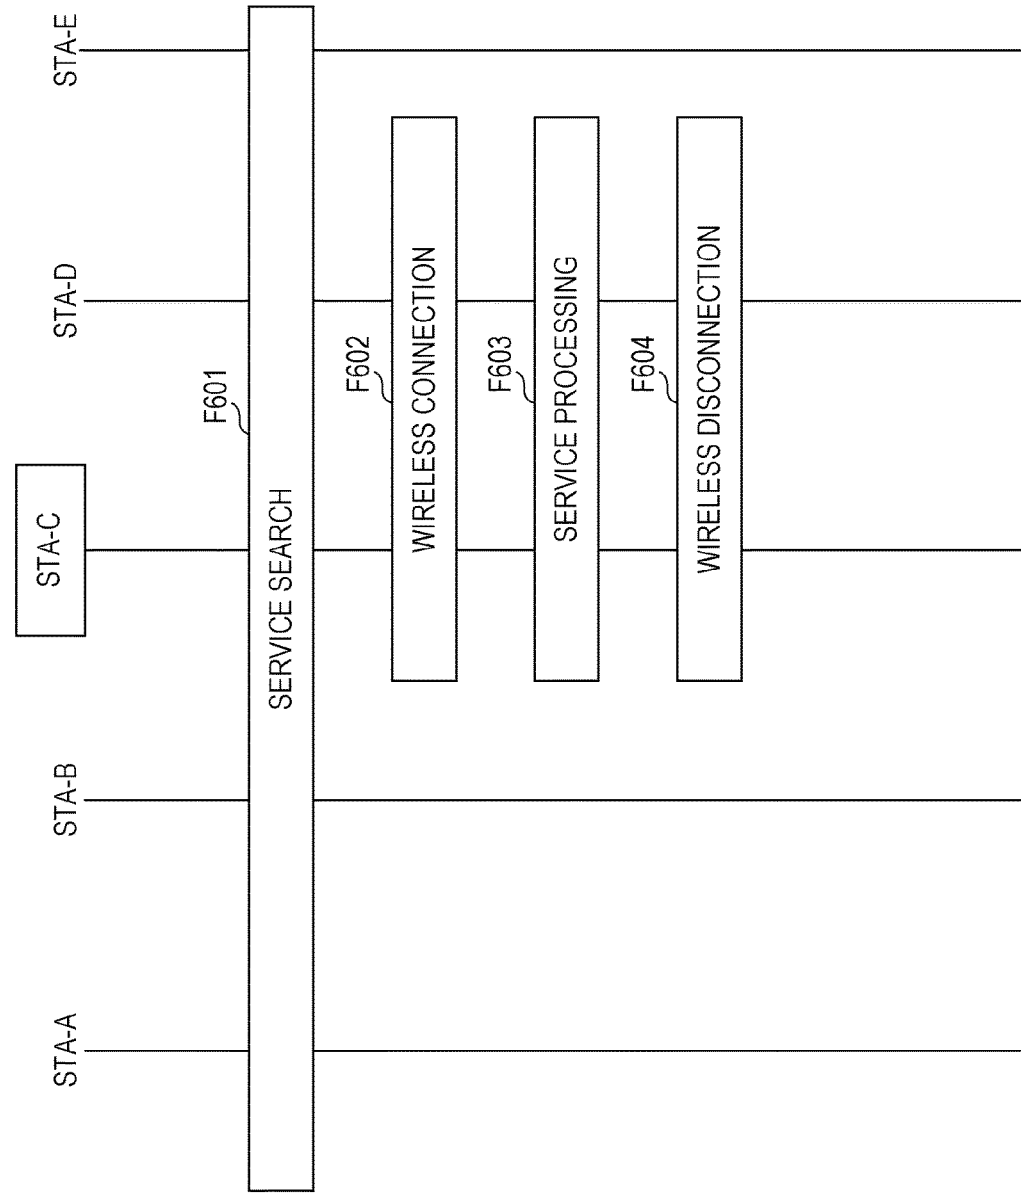 STA-A
STA-B
STA-C
STA-D
STA-E
F601
SERVICE SEARCH
F602
WIRELESS CONNECTION
F603
SERVICE PROCESSING
F604
WIRELESS DISCONNECTION